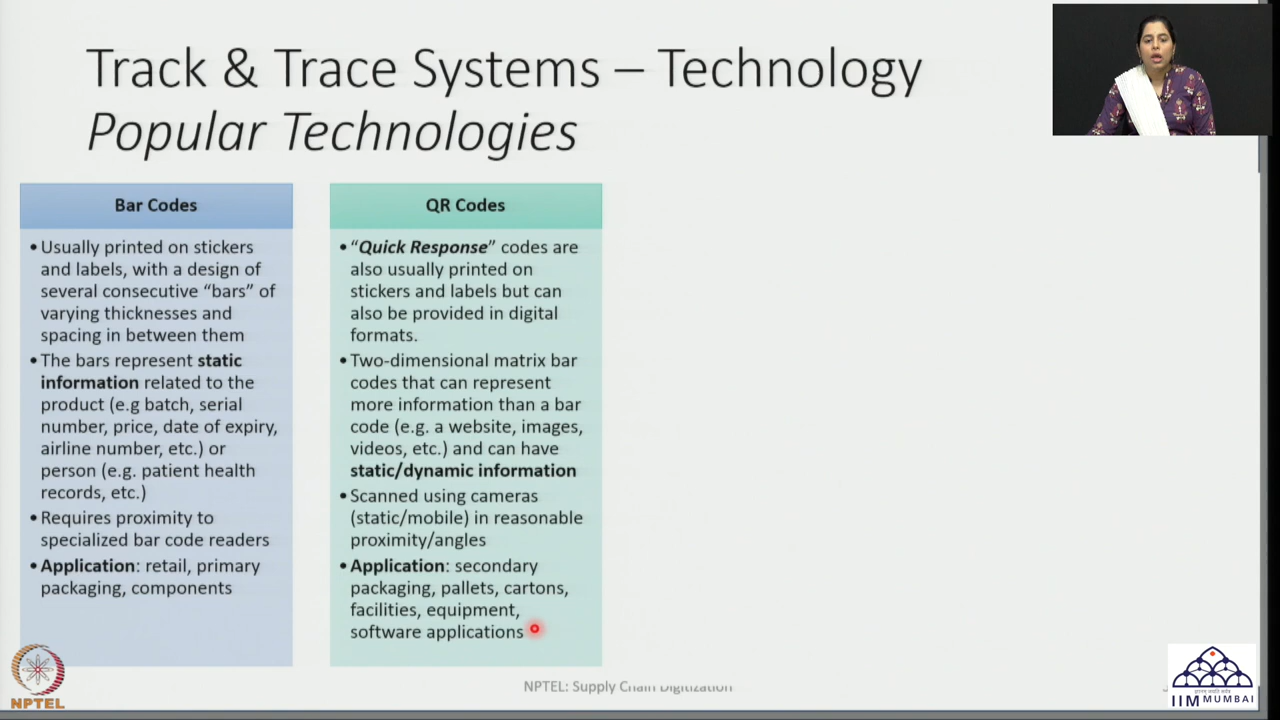 Track & Trace Systems – Technology
Popular Technologies
Bar Codes
• Usually printed on stickers
and labels, with a design of
several consecutive “bars” of
varying thicknesses and
spacing in between them
• The bars represent static
information related to the
product (e.g batch, serial
number, price, date of expiry,
airline number, etc.) or
person (e.g. patient health
records, etc.)
• Requires proximity to
specialized bar code readers
• Application: retail, primary
packaging, components
QR Codes
• “Quick Response” codes are
also usually printed on
stickers and labels but can
also be provided in digital
formats.
• Two-dimensional matrix bar
codes that can represent
more information than a bar
code (e.g. a website, images,
videos, etc.) and can have
static/dynamic information
• Scanned using cameras
(static/mobile) in reasonable
proximity/angles
• Application: secondary
packaging, pallets, cartons,
facilities, equipment,
software applications
NPTEL
NPTEL: Supply Chain Digitization
IIM MUMBAI